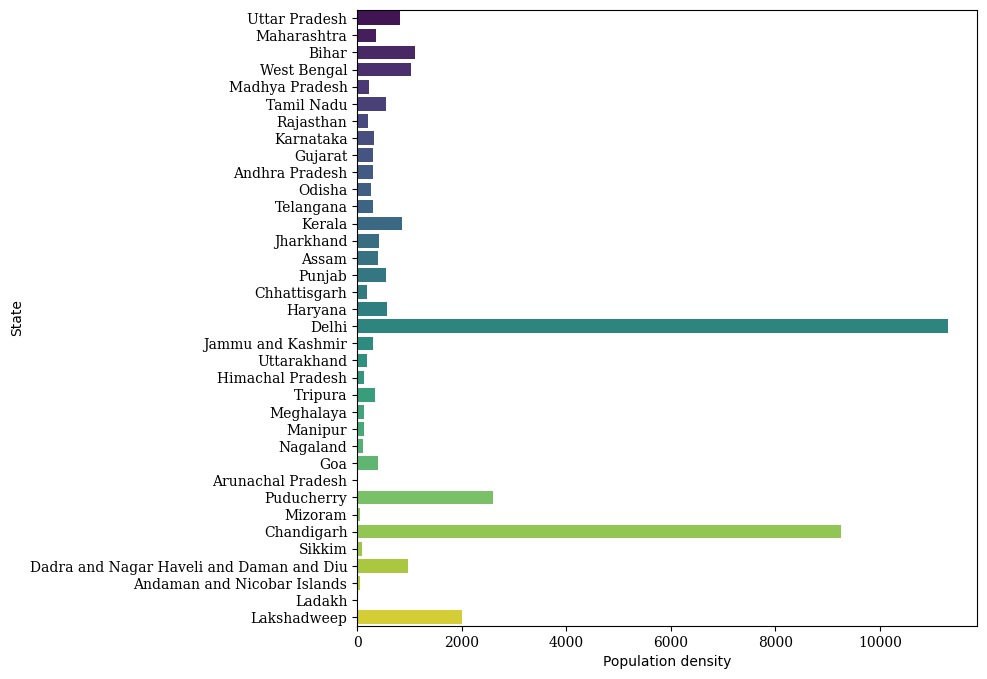 Uttar Pradesh
Maharashtra
Bihar
West Bengal
Madhya Pradesh
Tamil Nadu
Rajasthan
Karnataka
Gujarat
Andhra Pradesh
Odisha
Telangana
Kerala
Jharkhand
Assam
Punjab
Chhattisgarh
Haryana
Delhi
Jammu and Kashmir
Uttarakhand
Himachal Pradesh
Tripura
Meghalaya
Manipur
Nagaland
Goa
Arunachal Pradesh
Puducherry
Mizoram
Chandigarh
Sikkim
Dadra and Nagar Haveli and Daman and Diu
Andaman and Nicobar Islands
Ladakh
Lakshadweep
State
0 2000 4000 6000 8000 10000
Population density